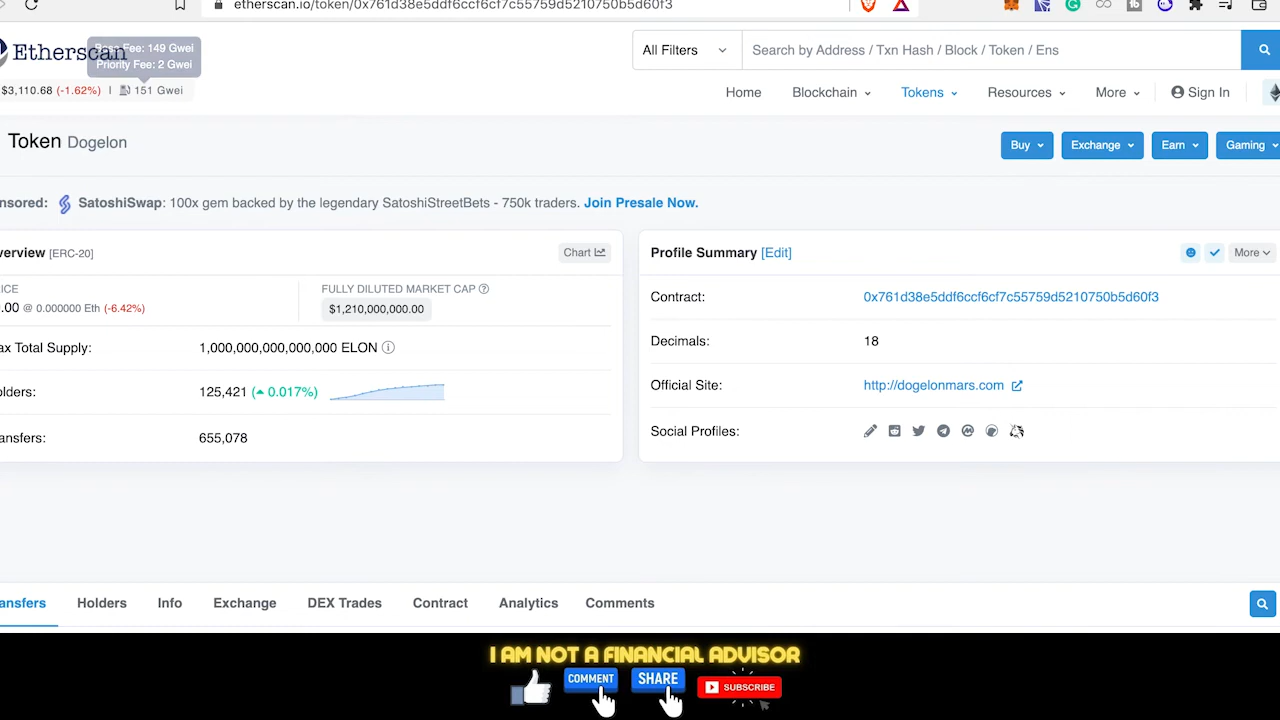 etherscan.io/token/0x761d38e5ddf6ccf6cf7c55759d5210750b5d60f3
Etherscan
Base Fee: 149 Gwei
Priority Fee: 2 Gwei
All Filters
Search by Address / Txn Hash / Block / Token / Ens
$3,110.68 (-1.62%) | 151 Gwei
Home Blockchain Tokens Resources More Sign In
Token Dogelon
Buy Exchange Earn Gaming
nsored: SatoshiSwap: 100x gem backed by the legendary SatoshiStreetBets - 750k traders. Join Presale Now.
verview [ERC-20] Chart
ICE
.00 @ 0.000000 Eth (-6.42%)
FULLY DILUTED MARKET CAP
$1,210,000,000.00
ax Total Supply: 1,000,000,000,000,000 ELON
olders: 125,421 (0.017%)
ansfers: 655,078
Profile Summary [Edit] More
Contract: 0x761d38e5ddf6ccf6cf7c55759d5210750b5d60f3
Decimals: 18
Official Site: http://dogelonmars.com
Social Profiles:
ansfers Holders Info Exchange DEX Trades Contract Analytics Comments
I AM NOT A FINANCIAL ADVISOR
COMMENT SHARE SUBSCRIBE